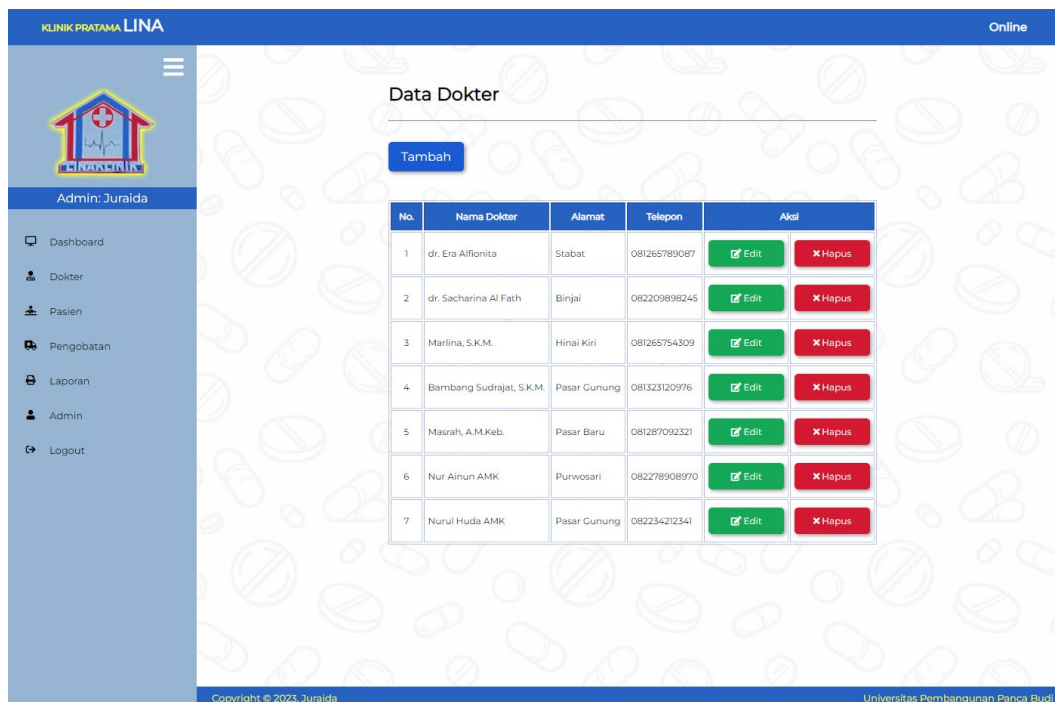 KLINIK PRATAMA LINA
Online
LINA KLINIK
Admin: Juraida
Dashboard
Dokter
Pasien
Pengobatan
Laporan
Admin
Logout
Data Dokter
Tambah
No. Nama Dokter Alamat Telepon Aksi
1 dr. Era Alfionita Stabat 081265789087 Edit Hapus
2 dr. Sacharina Al Fath Binjai 082209898245 Edit Hapus
3 Marlina, S.K.M. Hinai Kiri 081265754309 Edit Hapus
4 Bambang Sudrajat, S.K.M. Pasar Gunung 081323120976 Edit Hapus
5 Masrah, A.M.Keb. Pasar Baru 081287092321 Edit Hapus
6 Nur Ainun AMK Purwosari 082278908970 Edit Hapus
7 Nurul Huda AMK Pasar Gunung 082234212341 Edit Hapus
Copyright © 2023. Juraida
Universitas Pembangunan Panca Budi